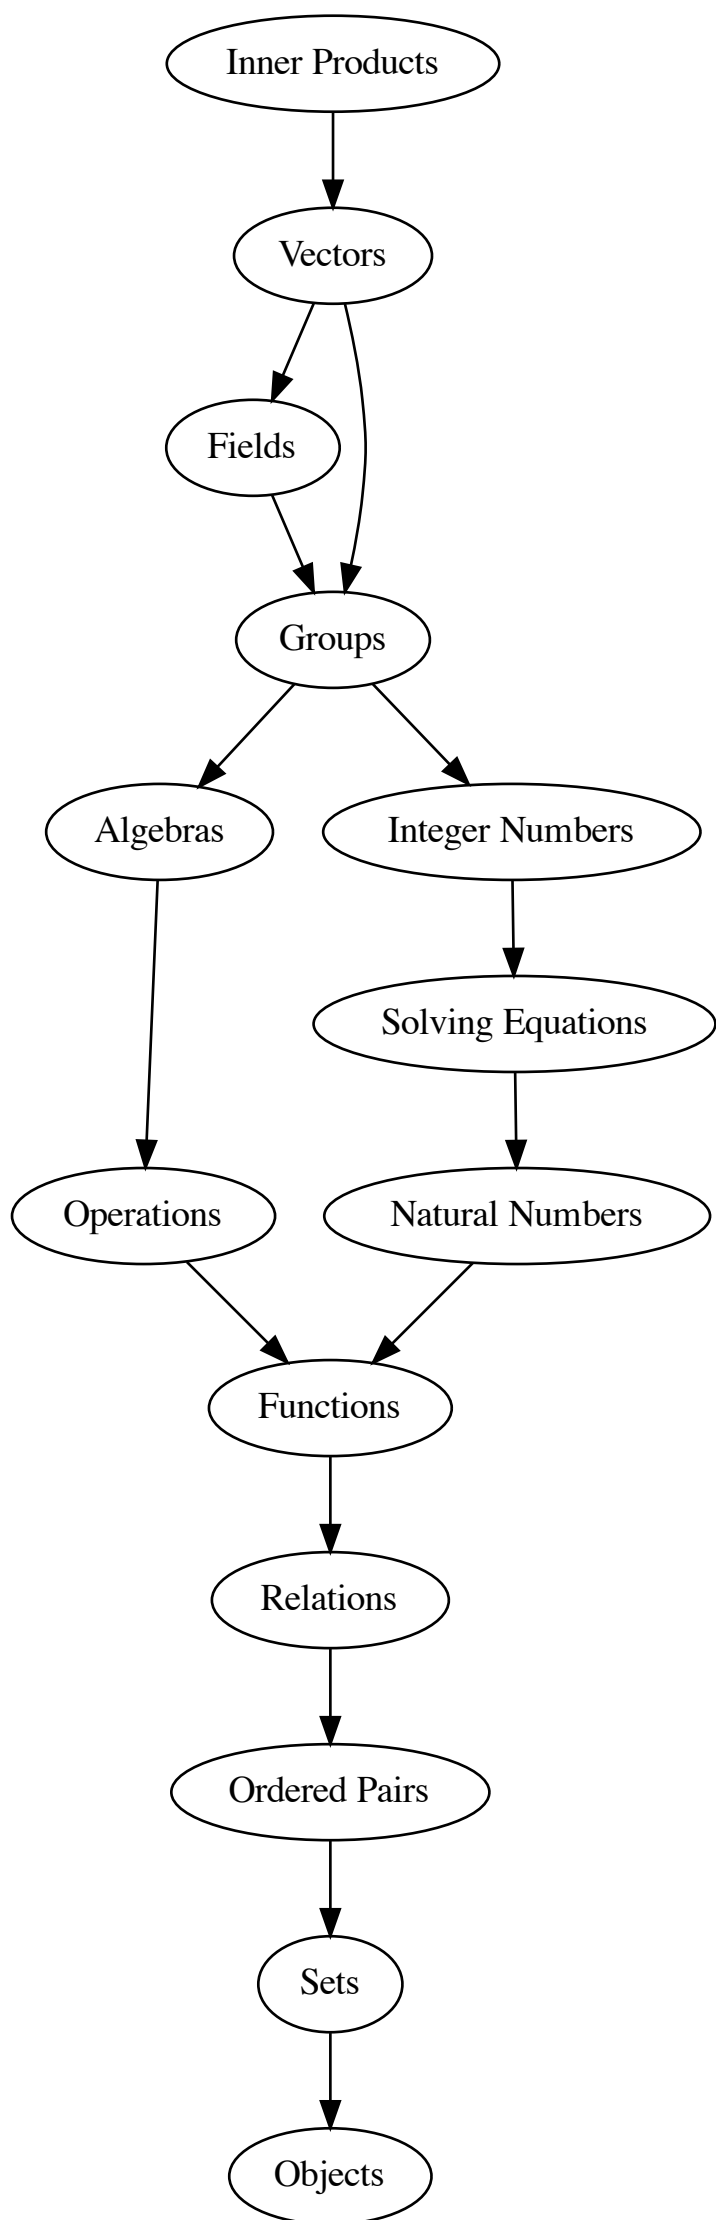 Inner Products
Vectors
Fields
Groups
Algebras
Integer Numbers
Solving Equations
Operations
Natural Numbers
Functions
Relations
Ordered Pairs
Sets
Objects